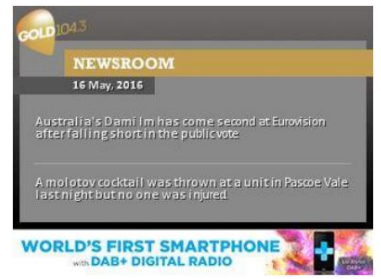 GOLD104.3
NEWSROOM
16 May, 2016
Australia's Dami Im has come second at Eurovision
after falling short in the public vote
A molotov cocktail was thrown at a unit in Pascoe Vale
last night but no one was injured.
WORLD'S FIRST SMARTPHONE
with DAB+ DIGITAL RADIO